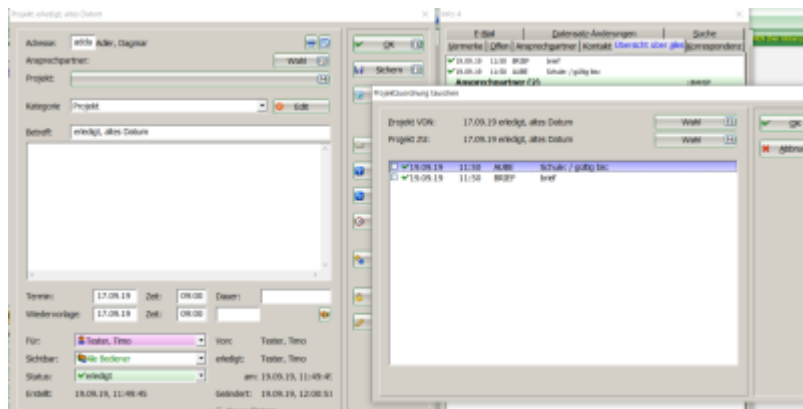 Projekt erledigt, altes Datum
Adresse: adda Adler, Dagmar
Ansprechpartner: Wahl
Projekt:
Kategorie Projekt Edit
Betreff: erledigt, altes Datum
Termin: 17.09.19 Zeit: 09:00 Dauer:
Wiedervorlage: 17.09.19 Zeit: 09:00
Für: Tester, Timo Von: Tester, Timo
Sichtbar: Alle Bediener erledigt: Tester, Timo
Status: erledigt am: 19.09.19, 11:49:45
Erstellt: 19.09.19, 11:49:45 Geändert: 19.09.19, 12:00:51
OK
Sichern
Info 4
E-Mail Datensatz-Änderungen Suche
Vermerke Offen Ansprechpartner Kontakt Übersicht über alles Korrespondenz
19.09.19 11:50 BRIEF brief
19.09.19 11:50 AUBE Schule: / gültig bis:
Ansprechpartner (2)
Projektzuordnung tauschen
Projekt VON: 17.09.19 erledigt, altes Datum Wahl
Projekt ZU: 17.09.19 erledigt, altes Datum Wahl
19.09.19 11:50 AUBE Schule: / gültig bis:
19.09.19 11:50 BRIEF brief
OK